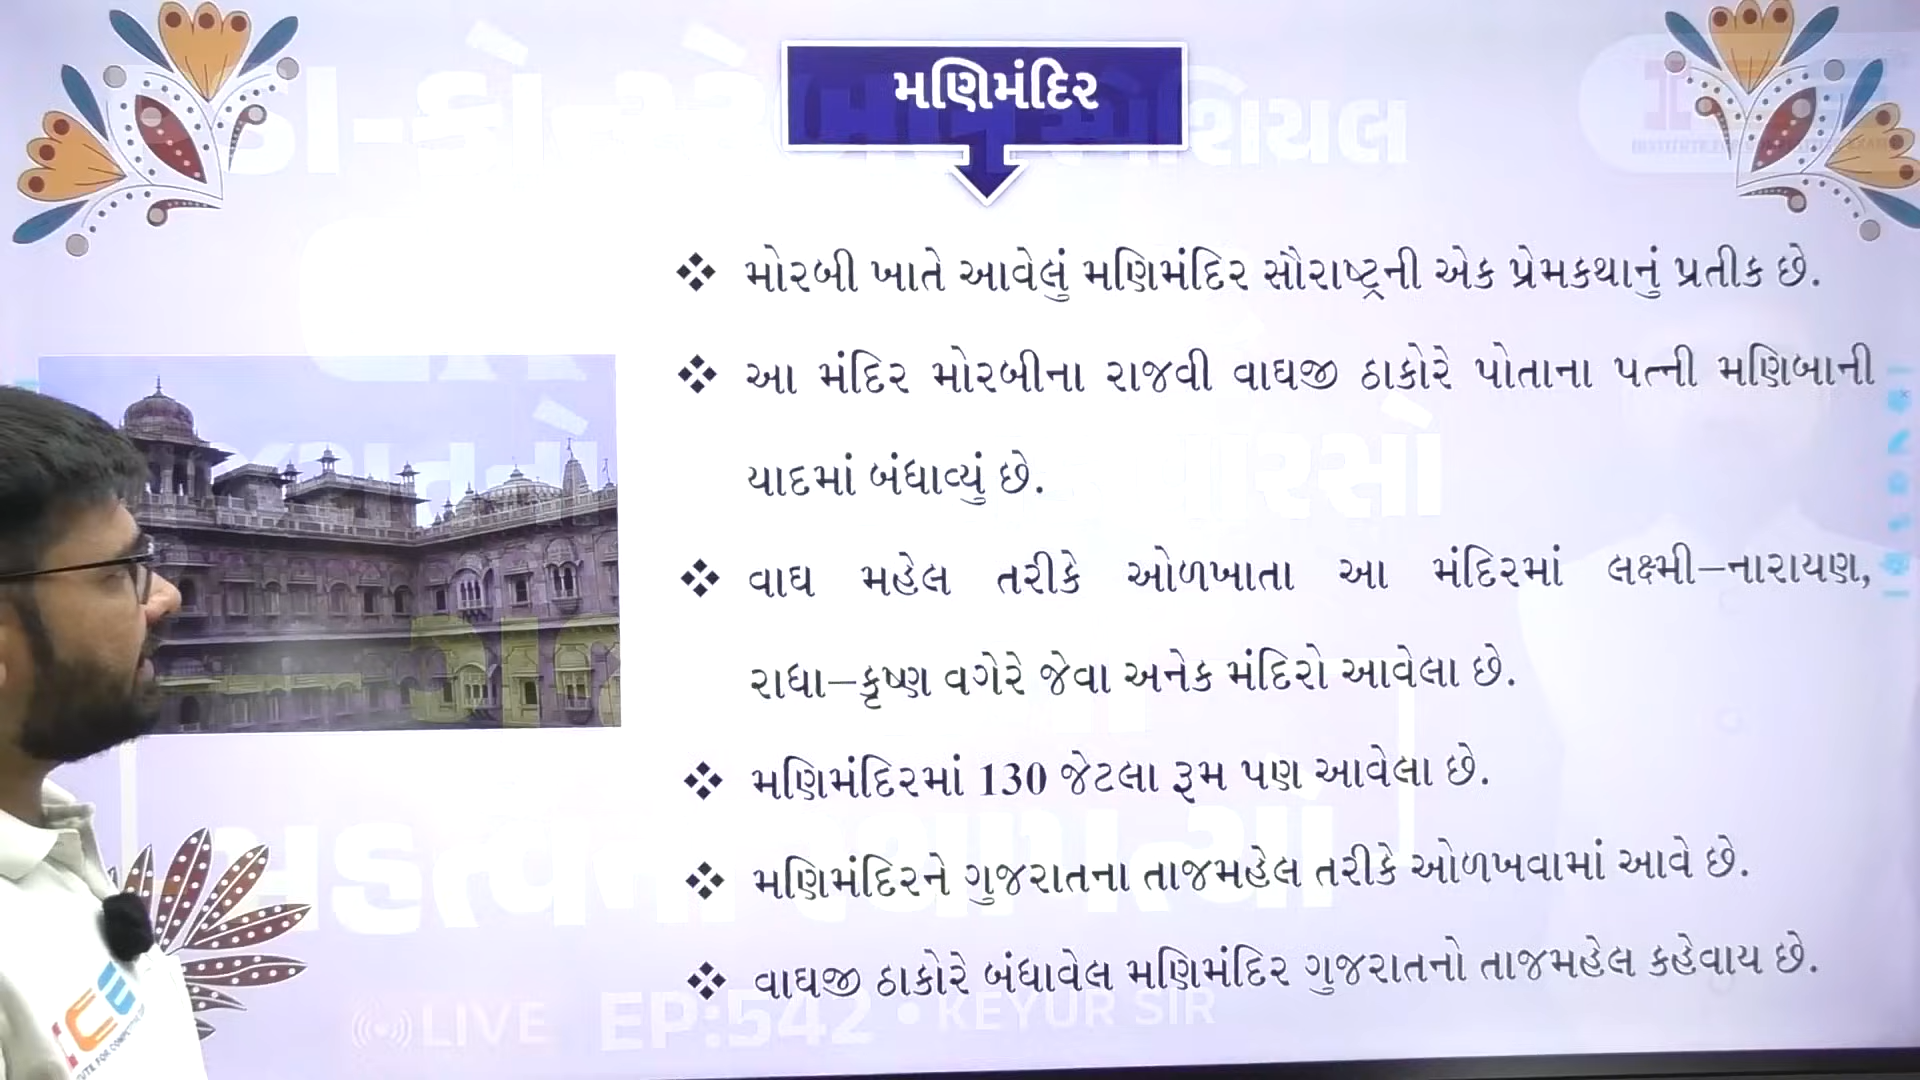 મણિમંદિર
❖ મોરબી ખાતે આવેલું મણિમંદિર સૌરાષ્ટ્રની એક પ્રેમકથાનું પ્રતીક છે.
❖ આ મંદિર મોરબીના રાજવી વાઘજી ઠાકોરે પોતાના પત્ની મણિબાની
યાદમાં બંધાવ્યું છે.
❖ વાઘ મહેલ તરીકે ઓળખાતા આ મંદિરમાં લક્ષ્મી–નારાયણ,
રાધા–કૃષ્ણ વગેરે જેવા અનેક મંદિરો આવેલા છે.
❖ મણિમંદિરમાં 130 જેટલા રૂમ પણ આવેલા છે.
❖ મણિમંદિરને ગુજરાતના તાજમહેલ તરીકે ઓળખવામાં આવે છે.
❖ વાઘજી ઠાકોરે બંધાવેલ મણિમંદિર ગુજરાતનો તાજમહેલ કહેવાય છે.
LIVE EP:542 • KEYUR SIR
ICE